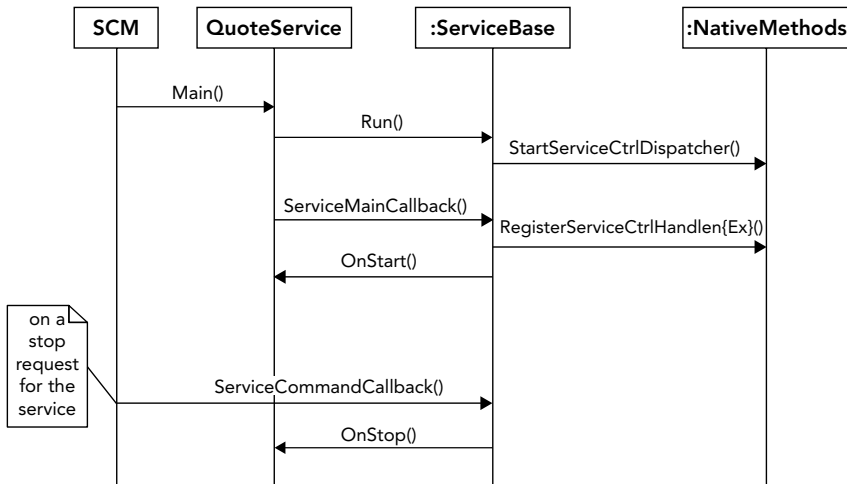 SCM
QuoteService
:ServiceBase
:NativeMethods
Main()
Run()
StartServiceCtrlDispatcher()
ServiceMainCallback()
RegisterServiceCtrlHandlen{Ex}()
OnStart()
on a
stop
request
for the
service
ServiceCommandCallback()
OnStop()